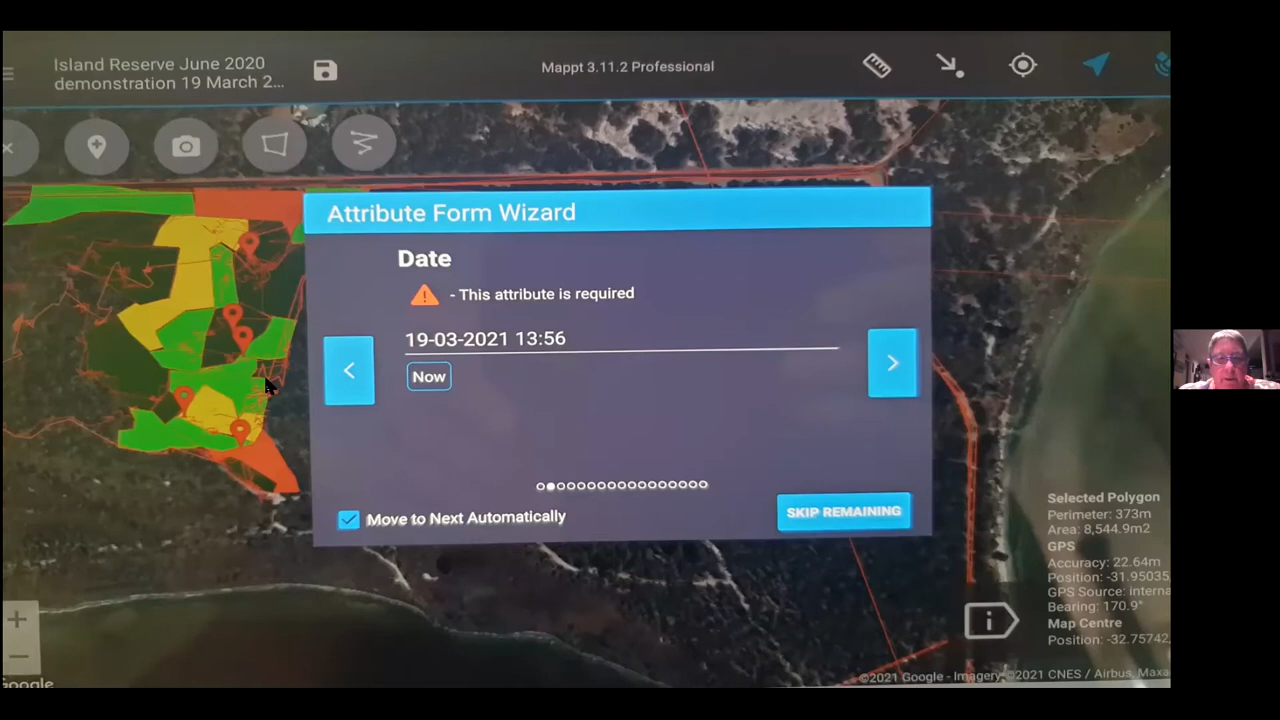 Island Reserve June 2020
demonstration 19 March 2...
Mappt 3.11.2 Professional
Attribute Form Wizard
Date
- This attribute is required
19-03-2021 13:56
Now
<
>
Move to Next Automatically
SKIP REMAINING
Selected Polygon
Perimeter: 373m
Area: 8,544.9m2
GPS
Accuracy: 22.64m
Position: -31.95035
GPS Source: interna
Bearing: 170.9°
Map Centre
Position: -32.75742
+
−
Google
©2021 Google - Imagery ©2021 CNES / Airbus, Maxa